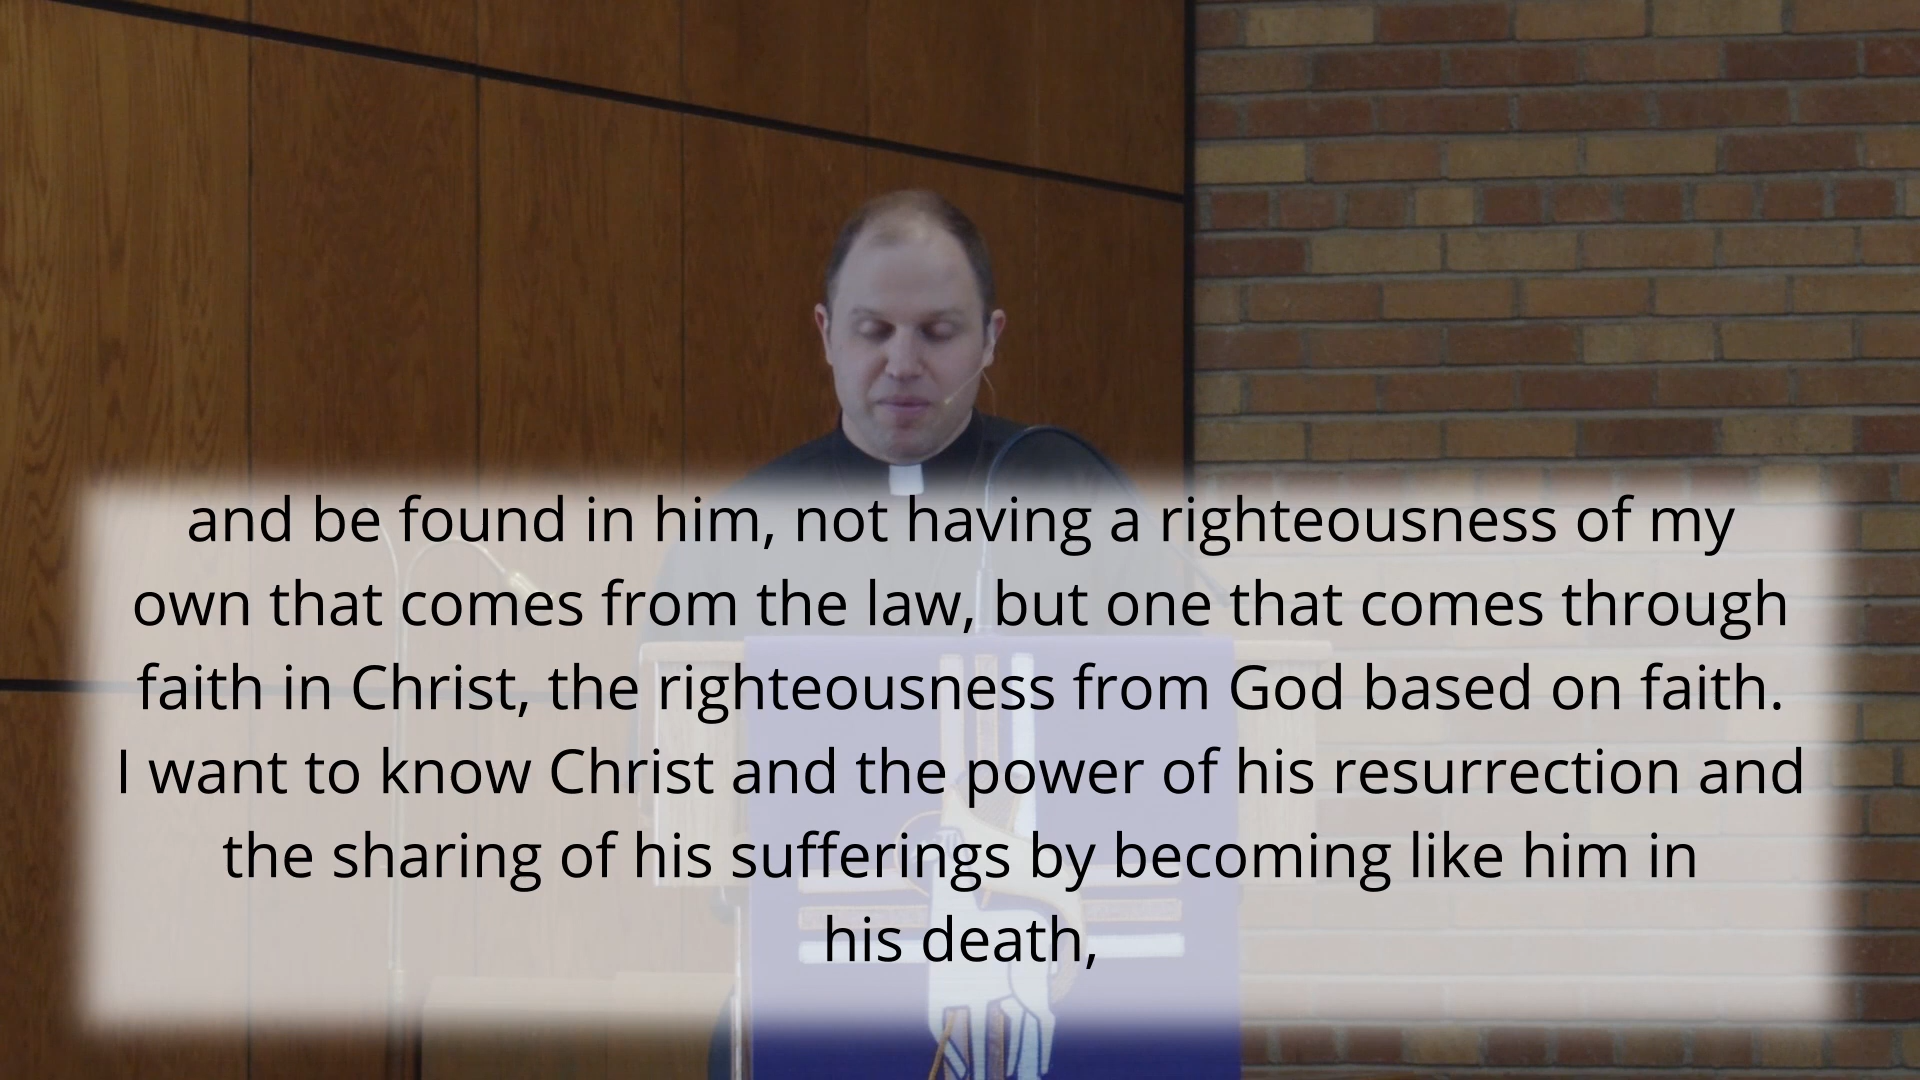 and be found in him, not having a righteousness of my
own that comes from the law, but one that comes through
faith in Christ, the righteousness from God based on faith.
I want to know Christ and the power of his resurrection and
the sharing of his sufferings by becoming like him in
his death,